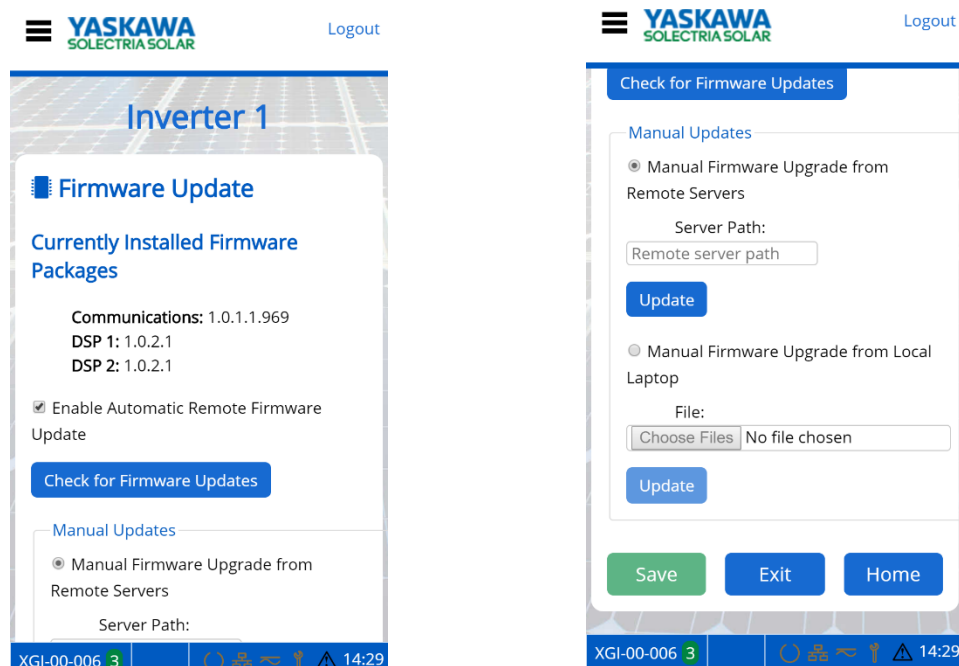 YASKAWA
SOLECTRIA SOLAR
Logout
Inverter 1
Firmware Update
Currently Installed Firmware
Packages
Communications: 1.0.1.1.969
DSP 1: 1.0.2.1
DSP 2: 1.0.2.1
Enable Automatic Remote Firmware
Update
Check for Firmware Updates
Manual Updates
Manual Firmware Upgrade from
Remote Servers
Server Path:
XGI-00-006 3
14:29
YASKAWA
SOLECTRIA SOLAR
Logout
Check for Firmware Updates
Manual Updates
Manual Firmware Upgrade from
Remote Servers
Server Path:
Remote server path
Update
Manual Firmware Upgrade from Local
Laptop
File:
Choose Files No file chosen
Update
Save Exit Home
XGI-00-006 3
14:29